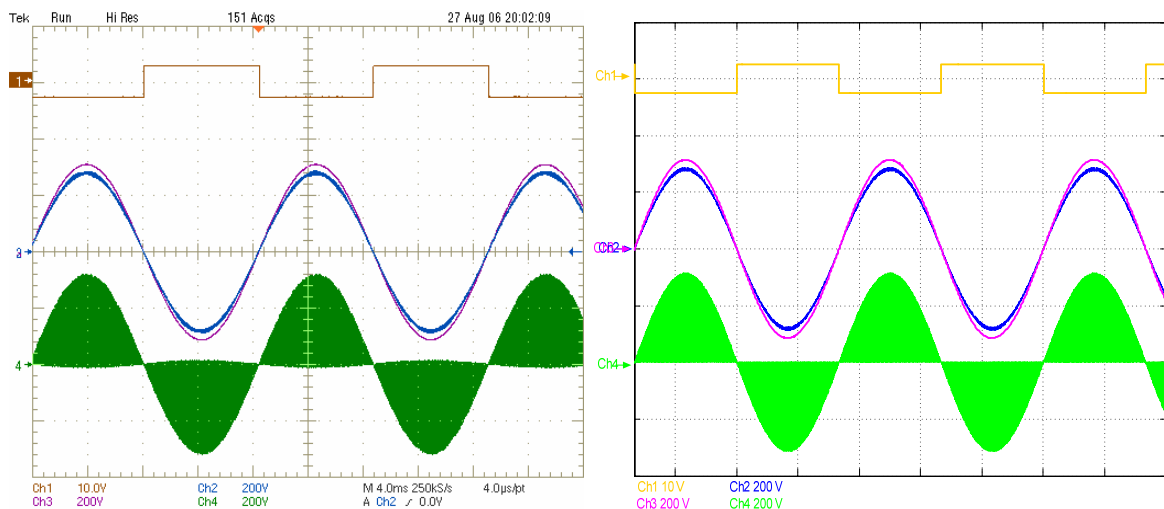 Tek Run Hi Res 151 Acqs 27 Aug 06 20:02:09
1
4
Ch1 10.0V Ch2 200V M 4.0ms 250kS/s 4.0µs/pt
Ch3 200V Ch4 200V A Ch2 ∫ 0.0V
Ch1
Ch2
Ch4
Ch1 10 V Ch2 200 V
Ch3 200 V Ch4 200 V